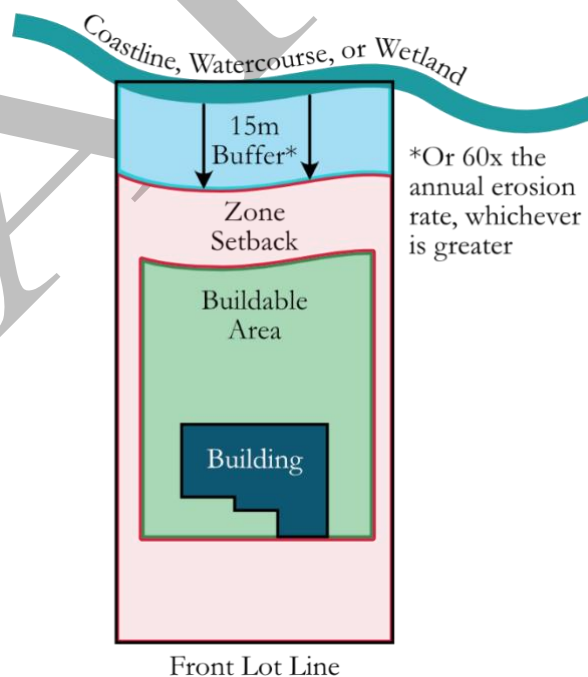 Coastline, Watercourse, or Wetland
15m
Buffer*
*Or 60x the
annual erosion
rate, whichever
is greater
Zone
Setback
Buildable
Area
Building
Front Lot Line